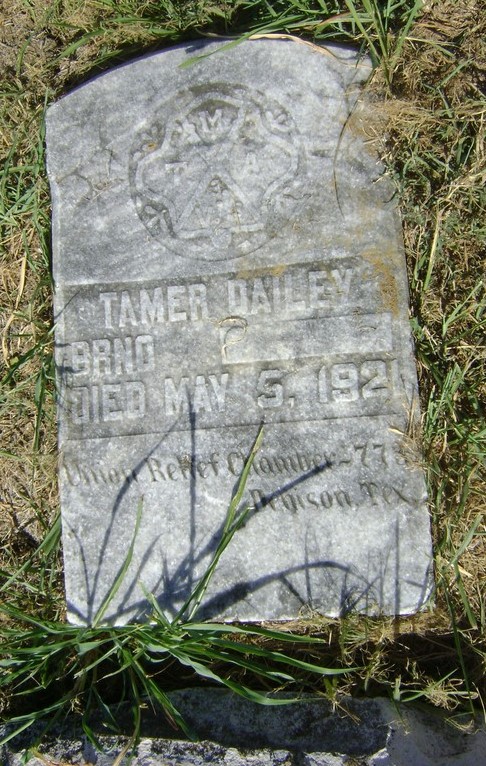 TAMER DAILEY
BRNO ?
DIED MAY 5, 1921
Union Relief Chamber-773
Denison, Tex.